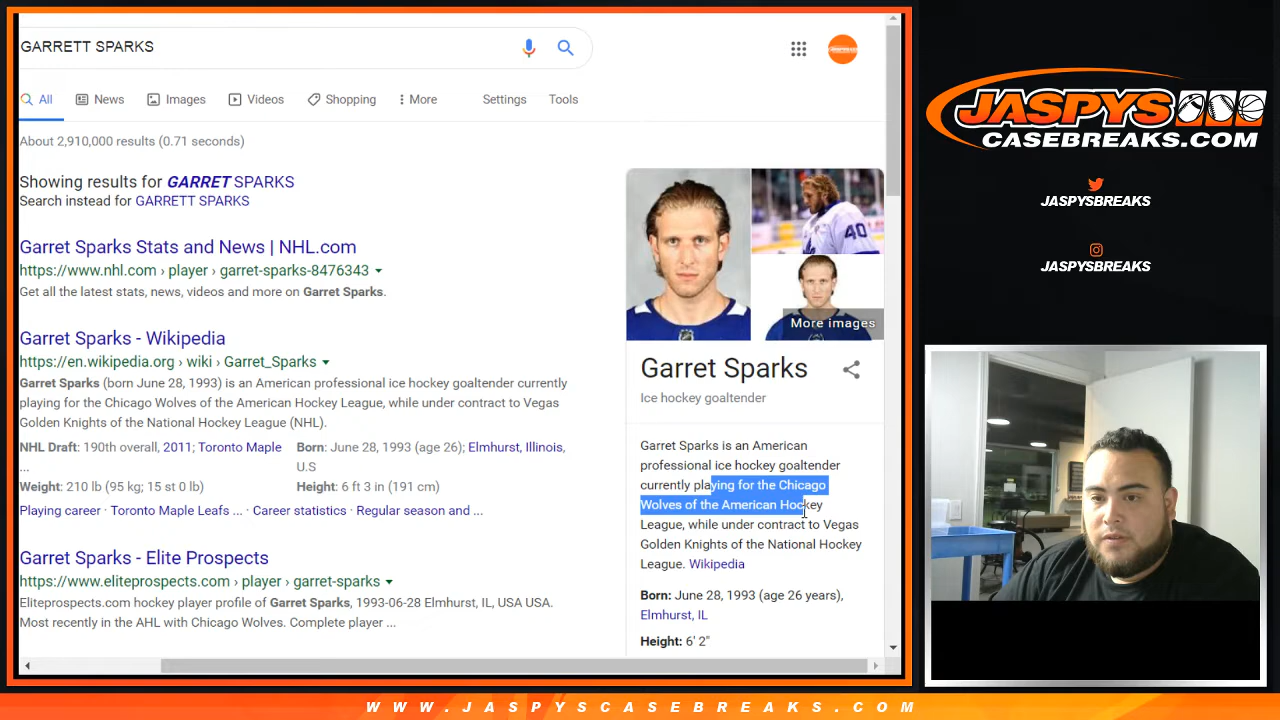 GARRETT SPARKS
All
News
Images
Videos
Shopping
More
Settings
Tools
About 2,910,000 results (0.71 seconds)
Showing results for GARRET SPARKS
Search instead for GARRETT SPARKS
Garret Sparks Stats and News | NHL.com
https://www.nhl.com › player › garret-sparks-8476343
Get all the latest stats, news, videos and more on Garret Sparks.
Garret Sparks - Wikipedia
https://en.wikipedia.org › wiki › Garret_Sparks
Garret Sparks (born June 28, 1993) is an American professional ice hockey goaltender currently
playing for the Chicago Wolves of the American Hockey League, while under contract to Vegas
Golden Knights of the National Hockey League (NHL).
NHL Draft: 190th overall, 2011; Toronto Maple
...
Born: June 28, 1993 (age 26); Elmhurst, Illinois,
U.S
Weight: 210 lb (95 kg; 15 st 0 lb)
Height: 6 ft 3 in (191 cm)
Playing career · Toronto Maple Leafs ... · Career statistics · Regular season and ...
Garret Sparks - Elite Prospects
https://www.eliteprospects.com › player › garret-sparks
Eliteprospects.com hockey player profile of Garret Sparks, 1993-06-28 Elmhurst, IL, USA USA.
Most recently in the AHL with Chicago Wolves. Complete player ...
40
More images
Garret Sparks
Ice hockey goaltender
Garret Sparks is an American
professional ice hockey goaltender
currently playing for the Chicago
Wolves of the American Hockey
League, while under contract to Vegas
Golden Knights of the National Hockey
League. Wikipedia
Born: June 28, 1993 (age 26 years),
Elmhurst, IL
Height: 6' 2"
JASPYS
CASEBREAKS.COM
JASPYSBREAKS
JASPYSBREAKS
WWW.JASPYSCASEBREAKS.COM